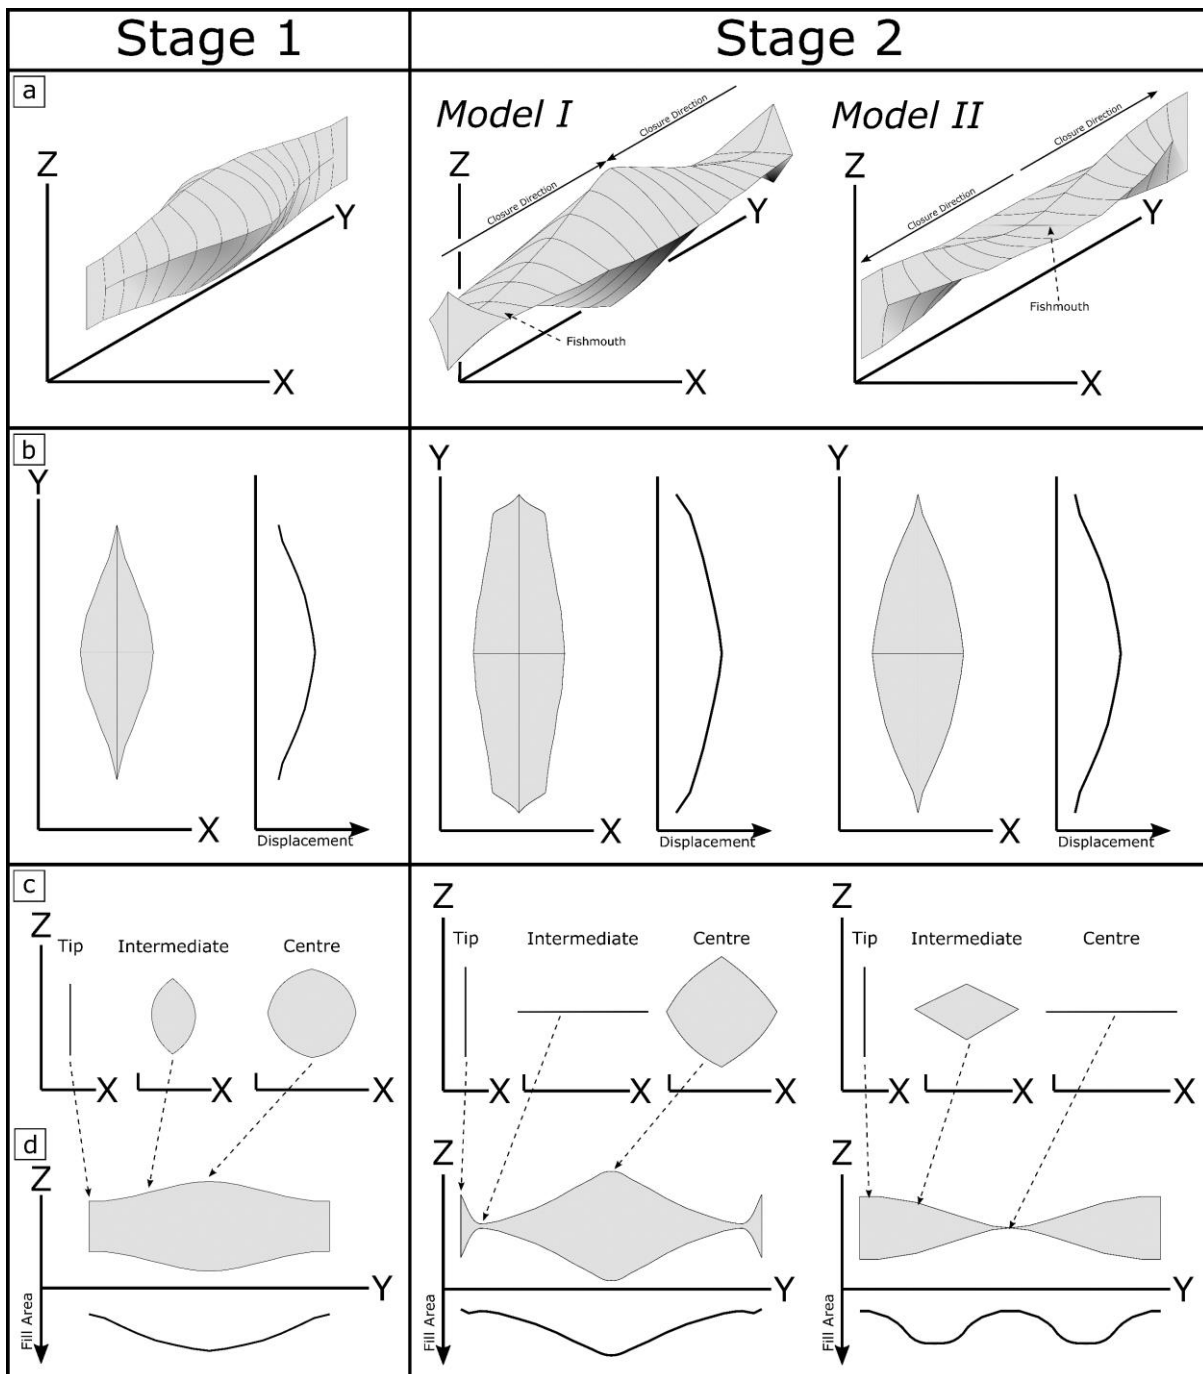 Stage 1
Stage 2
a
Z
Y
X
Model I
Closure Direction
Closure Direction
Z
Y
Fishmouth
X
Model II
Closure Direction
Closure Direction
Z
Y
Fishmouth
X
b
Y
X
Displacement
Y
X
Displacement
Y
X
Displacement
c
Z
Tip Intermediate Centre
X X X
Z
Tip Intermediate Centre
X X X
Z
Tip Intermediate Centre
X X X
d
Z
Y
Fill Area
Z
Y
Fill Area
Z
Y
Fill Area